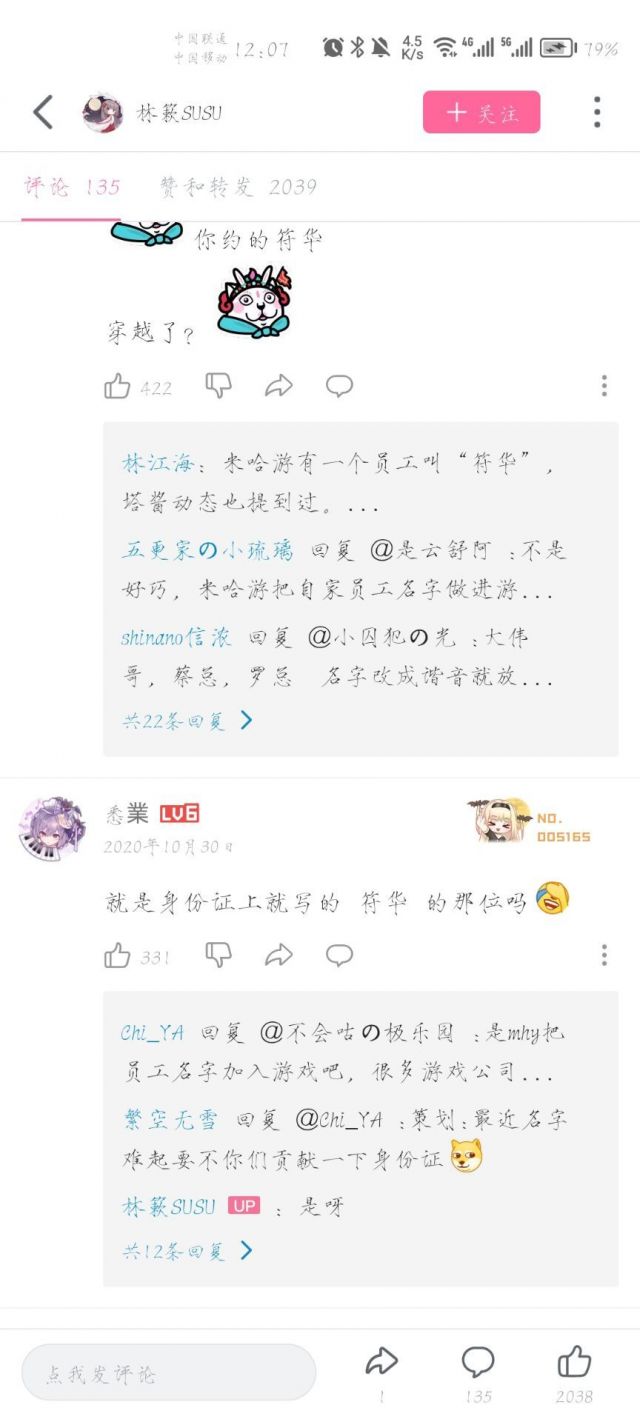 中国联通
中国移动
12:07
4.5
K/s
4G
5G
79%
林簌SUSU
+ 关注
评论 135
赞和转发 2039
你约的符华
穿越了?
422
林江海: 米哈游有一个员工叫“符华”,
塔酱动态也提到过。...
五更家の小琉璃 回复 @是云舒阿 :不是
好巧, 米哈游把自家员工名字做进游...
shinano信浓 回复 @小囚犯の光 :大伟
哥, 蔡总, 罗总 名字改成谐音就放...
共22条回复
悉業 LV6
NO.
005165
2020年10月30日
就是身份证上就写的 符华 的那位吗
331
Chi_YA 回复 @不会咕の极乐园 :是mhy把
员工名字加入游戏吧, 很多游戏公司...
繁空无雪 回复 @Chi_YA :策划:最近名字
难起要不你们贡献一下身份证
林簌SUSU UP : 是呀
共12条回复
点我发评论
1
135
2038